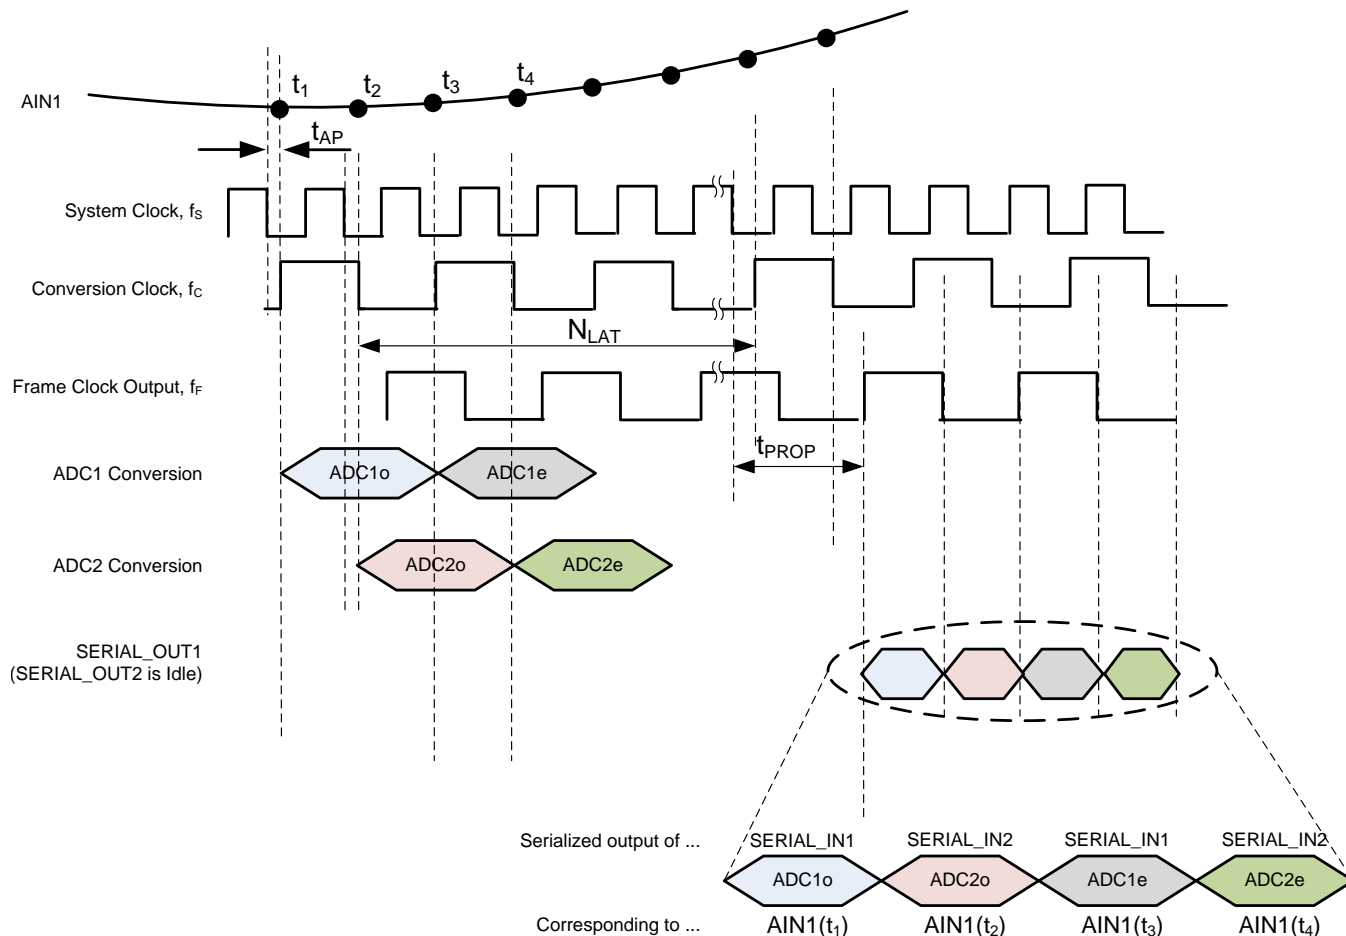 t₁ t₂ t₃ t₄
AIN1
tAP
System Clock, fS
Conversion Clock, fC
NLAT
Frame Clock Output, fF
tPROP
ADC1 Conversion
ADC1o ADC1e
ADC2 Conversion
ADC2o ADC2e
SERIAL_OUT1
(SERIAL_OUT2 is Idle)
Serialized output of ... SERIAL_IN1 SERIAL_IN2 SERIAL_IN1 SERIAL_IN2
ADC1o ADC2o ADC1e ADC2e
Corresponding to ... AIN1(t₁) AIN1(t₂) AIN1(t₃) AIN1(t₄)